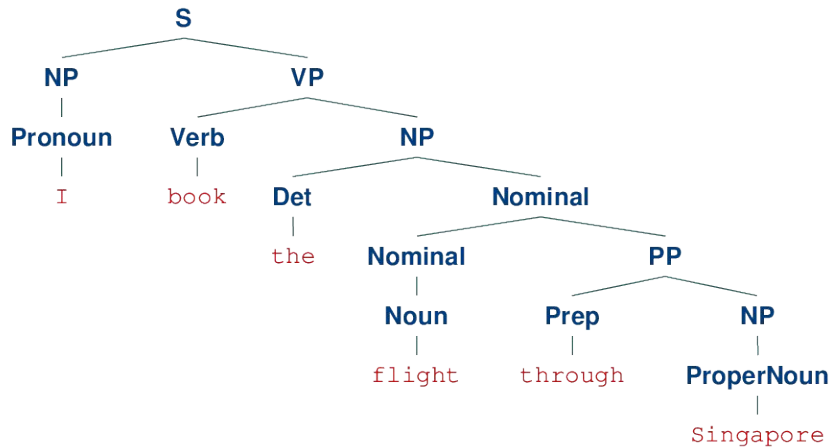 S
NP VP
Pronoun Verb NP
I book Det Nominal
the Nominal PP
Noun Prep NP
flight through ProperNoun
Singapore